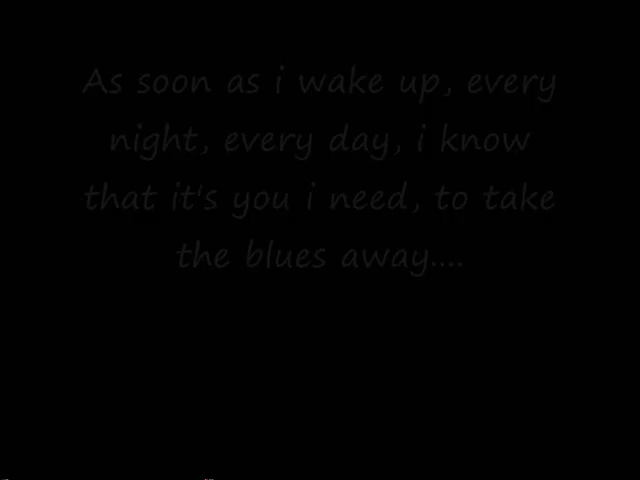 As soon as i wake up, every
night, every day, i know
that it's you i need, to take
the blues away....